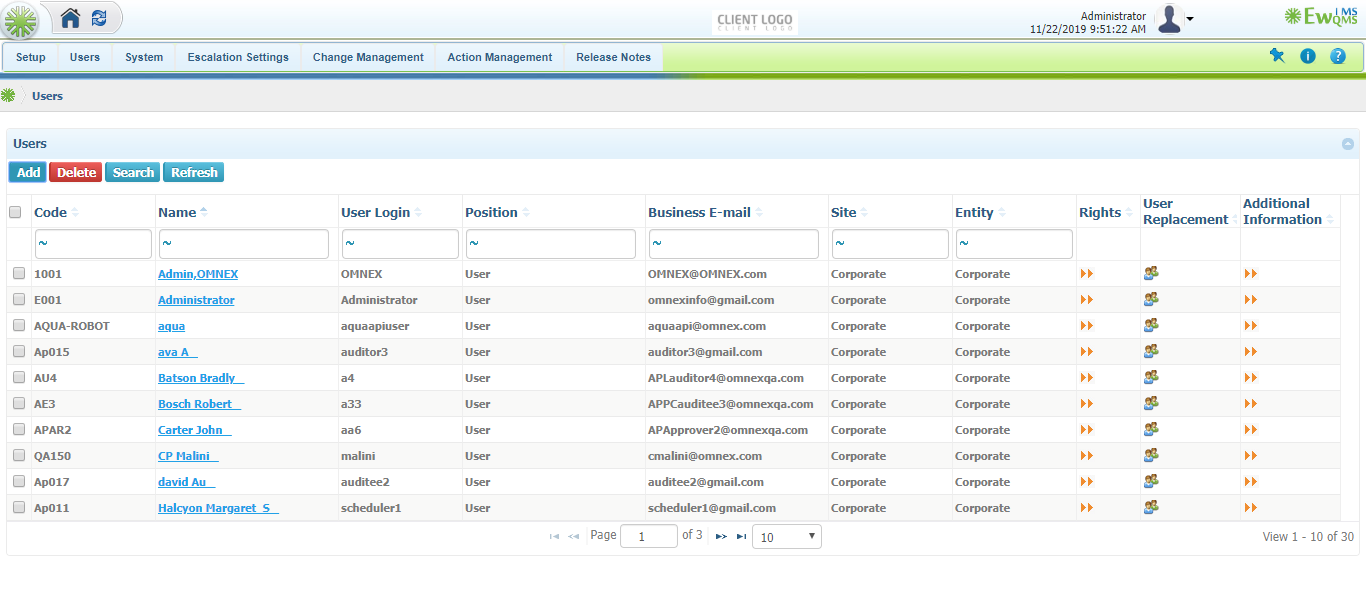 Administrator
11/22/2019 9:51:22 AM
CLIENT LOGO
CLIENT LOGO
EwiMS
QMS
Setup Users System Escalation Settings Change Management Action Management Release Notes
Users
Users
Add Delete Search Refresh
Code Name User Login Position Business E-mail Site Entity Rights User Replacement Additional Information
~ ~ ~ ~ ~ ~ ~
1001 Admin,OMNEX OMNEX User OMNEX@OMNEX.com Corporate Corporate
E001 Administrator Administrator User omnexinfo@gmail.com Corporate Corporate
AQUA-ROBOT aqua aquaapiuser User aquaapi@omnex.com Corporate Corporate
Ap015 ava A auditor3 User auditor3@gmail.com Corporate Corporate
AU4 Batson Bradly a4 User APLauditor4@omnexqa.com Corporate Corporate
AE3 Bosch Robert a33 User APPCauditee3@omnexqa.com Corporate Corporate
APAR2 Carter John aa6 User APApprover2@omnexqa.com Corporate Corporate
QA150 CP Malini malini User cmalini@omnex.com Corporate Corporate
Ap017 david Au auditee2 User auditee2@gmail.com Corporate Corporate
Ap011 Halcyon Margaret S scheduler1 User scheduler1@gmail.com Corporate Corporate
Page 1 of 3 10 View 1 - 10 of 30